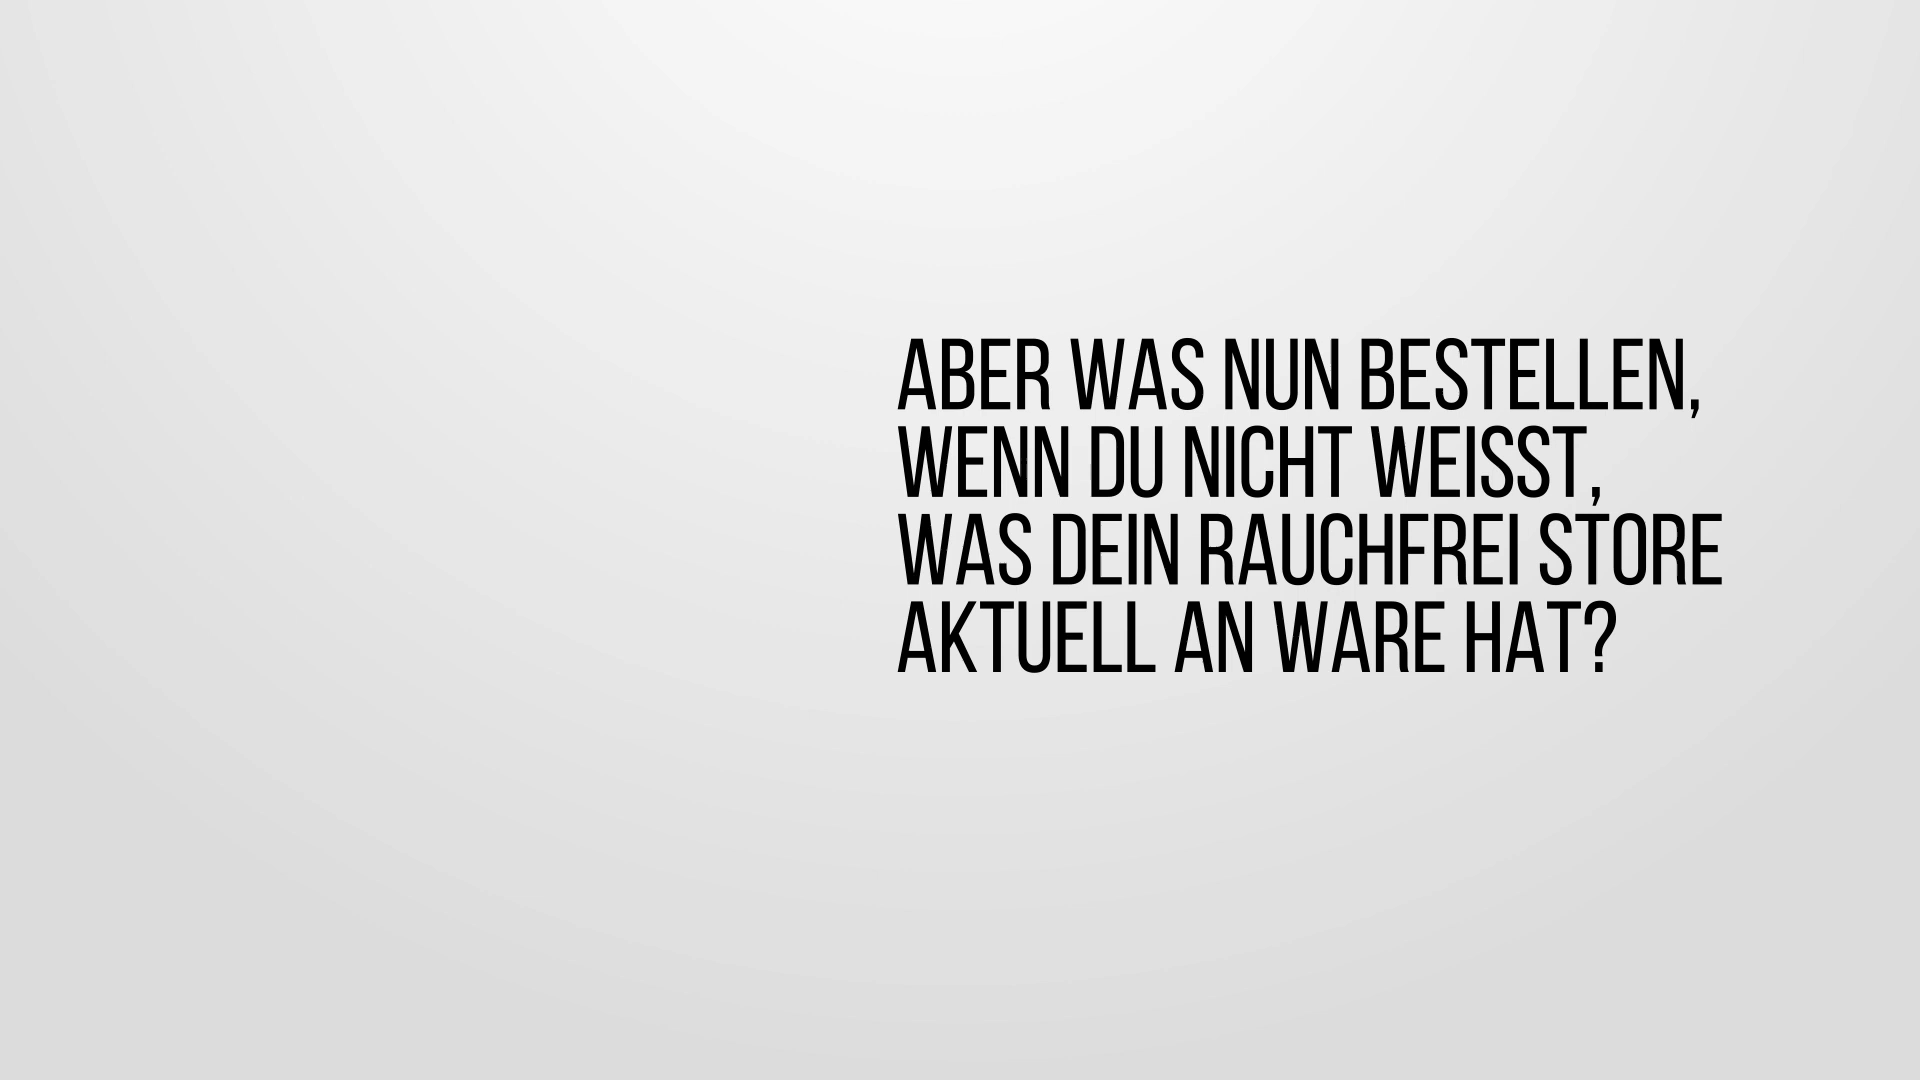 ABER WAS NUN BESTELLEN,
WENN DU NICHT WEISST,
WAS DEIN RAUCHFREI STORE
AKTUELL AN WARE HAT?